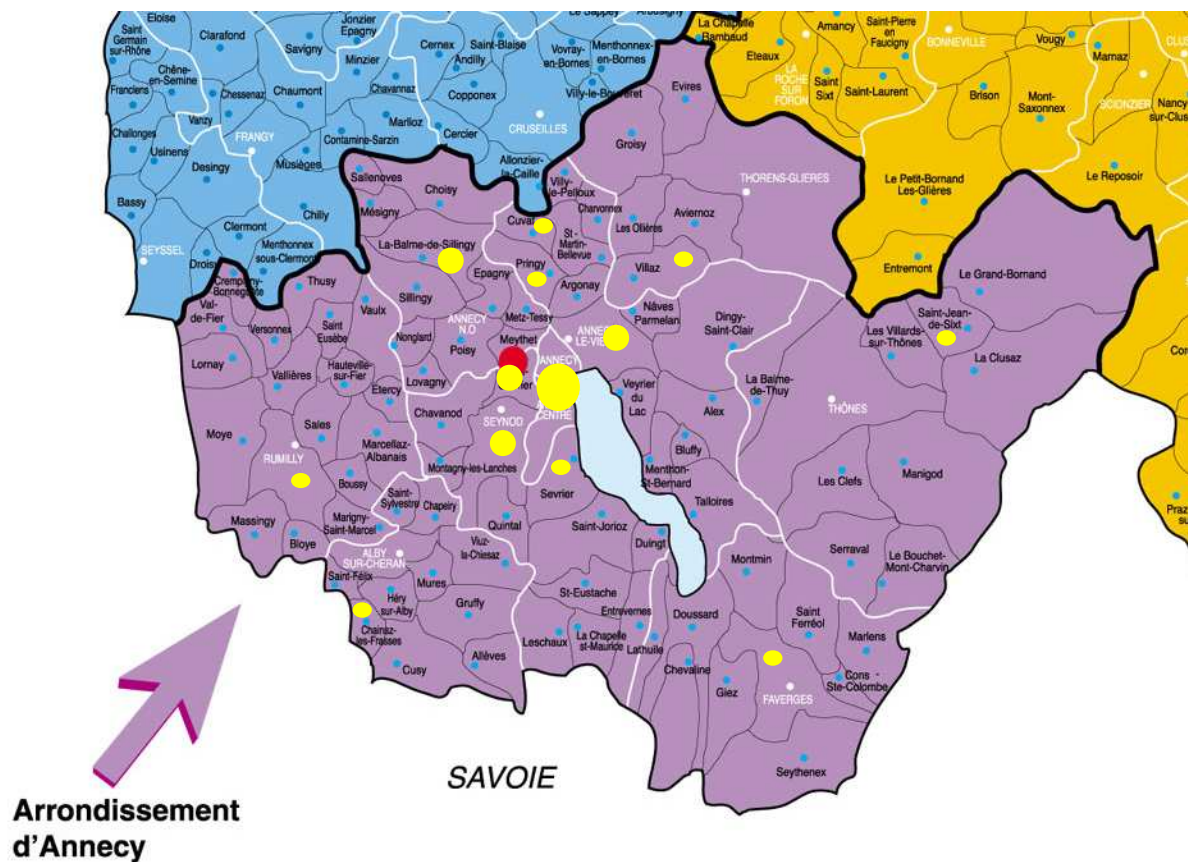 Eloise
Saint
Germain
sur-Rhône
Clarafond
Savigny
Jonzier
Epagny
Cernex
Saint-Blaise
Andilly
Vovray-
en-Bornes
Menthonnex
en-Bornes
Le Sappey
La Chapelle
Rambaud
Eteaux
Amancy
Saint-Pierre
en
Faucigny
BONNEVILLE
Vougy
Marnaz
Chêne-
en-Semine
Franclens
Chessenaz
Vanzy
Chaumont
Minzier
Chavannaz
Copponex
Villy-le-Bouveret
Evires
LA
ROCHE
SUR
FORON
Saint
Sixt
Saint-Laurent
Brison
Mont-
Saxonnex
SCIONZIER
Nancy-
sur-Clus
Challonges
Usinens
FRANGY
Marlioz
Contamine-Sarzin
Cercier
CRUSEILLES
Desingy
Musièges
Allonzier-
la-Caille
Groisy
Villy-
le-Pelloux
THORENS-GLIERES
Le Petit-Bornand
Les-Glières
Le Reposoir
Bassy
Chilly
Sallenoves
Choisy
Mésigny
Charvonnex
Clermont
Cuvat
Les Ollières
Aviernoz
SEYSSEL
Droisy
Menthonnex
sous-Clermont
La-Balme-de-Sillingy
St -
Martin-
Bellevue
Entremont
Crempigny-
Bonneguête
Thusy
Epagny
Pringy
Villaz
Le Grand-Bornand
Val-
de-Fier
Vaulx
Sillingy
Argonay
Versonnex
Saint
Eusèbe
ANNECY
N.O
Metz-Tessy
Nâves
Parmelan
Dingy-
Saint-Clair
Saint-Jean-
de-Sixt
Nonglard
Poisy
Meythet
LE-VIE
Les Villards-
sur-Thônes
Lornay
Hauteville-
sur-Fier
Lovagny
ANNECY
La Clusaz
Vallières
Etercy
Veyrier
du
Lac
La Balme-
de-Thuy
Chavanod
SEYNOD
CENTRE
Alex
THÔNES
Moye
Sales
Marcellaz-
Albanais
Bluffy
RUMILLY
Montagny-les-Lanches
Menthon-
St-Bernard
Les Clefs
Manigod
Boussy
Saint-
Sylvestre
Chapeiry
Sevrier
Talloires
Massingy
Marigny-
Saint-Marcel
Quintal
Saint-Jorioz
Bloye
Viuz-
la-Chiesaz
Duingt
Montmin
Serraval
Le Bouchet-
Mont-Charvin
ALBY
SUR-CHERAN
Saint-Félix
Mures
St-Eustache
Héry
sur-Alby
Gruffy
Entrevernes
Doussard
Saint
Ferréol
Chainaz-
les-Frasses
Leschaux
La Chapelle
st-Maurice
Lathuile
Marlens
Cusy
Allèves
Chevaline
Cons -
Ste-Colombe
Giez
FAVERGES
Seythenex
SAVOIE
Arrondissement
d'Annecy